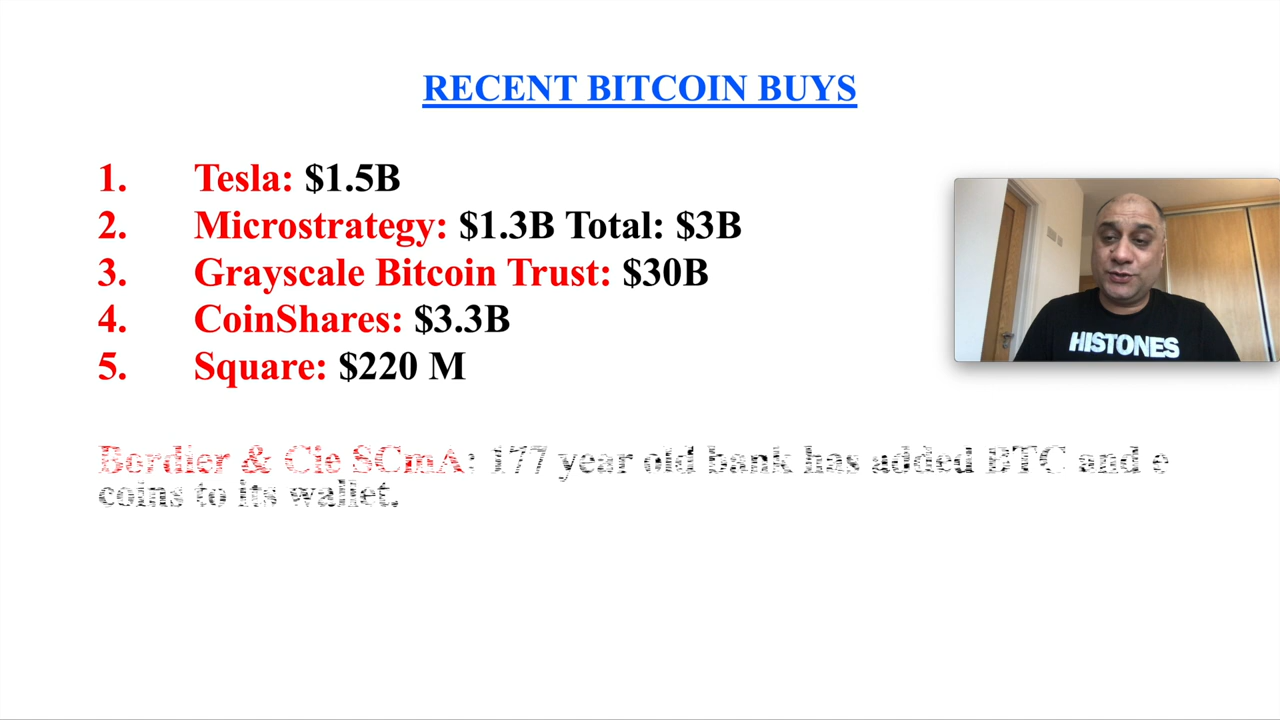 RECENT BITCOIN BUYS
1. Tesla: $1.5B
2. Microstrategy: $1.3B Total: $3B
3. Grayscale Bitcoin Trust: $30B
4. CoinShares: $3.3B
5. Square: $220 M
HISTONES
Bordier & Cie SCmA: 177 year old bank has added BTC and e
coins to its wallet.